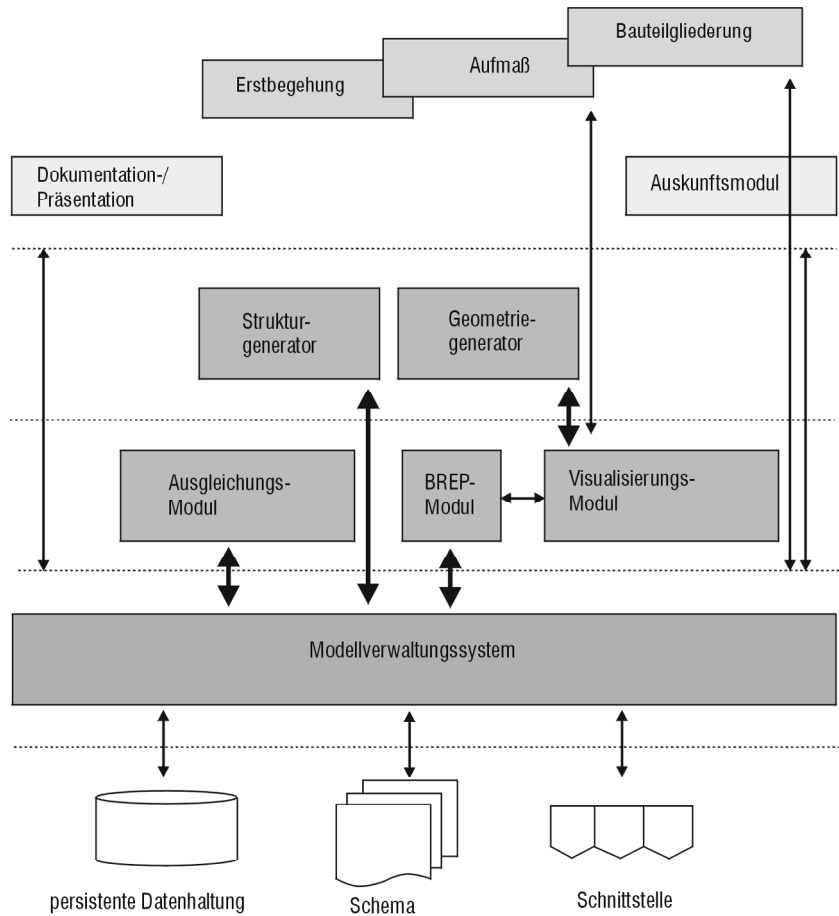 Bauteilgliederung
Aufmaß
Erstbegehung
Dokumentation-/
Präsentation
Auskunftsmodul
Struktur-
generator
Geometrie-
generator
Ausgleichungs-
Modul
BREP-
Modul
Visualisierungs-
Modul
Modellverwaltungssystem
persistente Datenhaltung
Schema
Schnittstelle